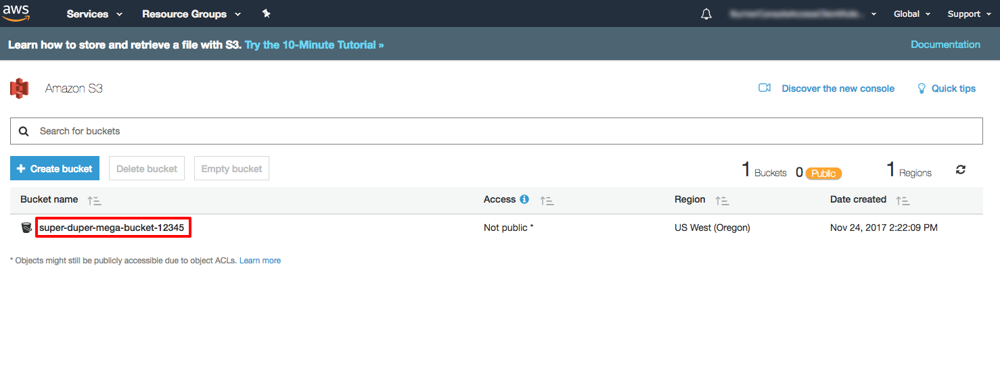 aws Services Resource Groups Global Support
Learn how to store and retrieve a file with S3. Try the 10-Minute Tutorial » Documentation
Amazon S3 Discover the new console Quick tips
Search for buckets
+ Create bucket Delete bucket Empty bucket 1 Buckets 0 Public 1 Regions
Bucket name Access Region Date created
super-duper-mega-bucket-12345 Not public * US West (Oregon) Nov 24, 2017 2:22:09 PM
* Objects might still be publicly accessible due to object ACLs. Learn more